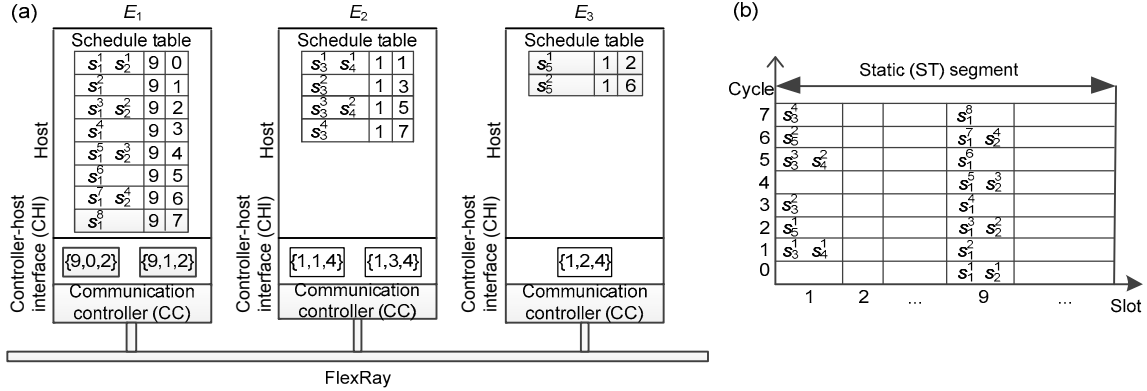 (a)
E₁ E₂ E₃
Schedule table
s₁¹ s₂¹ 9 0
s₁² 9 1
s₁³ s₂² 9 2
s₁⁴ 9 3
s₁⁵ s₂³ 9 4
s₁⁶ 9 5
s₁⁷ s₂⁴ 9 6
s₁⁸ 9 7
Host
Controller-host
interface (CHI)
{9,0,2} {9,1,2}
Communication
controller (CC)
Schedule table
s₃¹ s₄¹ 1 1
s₃² 1 3
s₃³ s₄² 1 5
s₃⁴ 1 7
Host
Controller-host
interface (CHI)
{1,1,4} {1,3,4}
Communication
controller (CC)
Schedule table
s₅¹ 1 2
s₅² 1 6
Host
Controller-host
interface (CHI)
{1,2,4}
Communication
controller (CC)
FlexRay
(b)
Static (ST) segment
Cycle
7 s₃⁴ s₁⁸
6 s₅² s₁⁷ s₂⁴
5 s₃³ s₄² s₁⁶
4 s₁⁵ s₂³
3 s₃² s₁⁴
2 s₅¹ s₁³ s₂²
1 s₃¹ s₄¹ s₁²
0 s₁¹ s₂¹
1 2 ... 9 ...
Slot